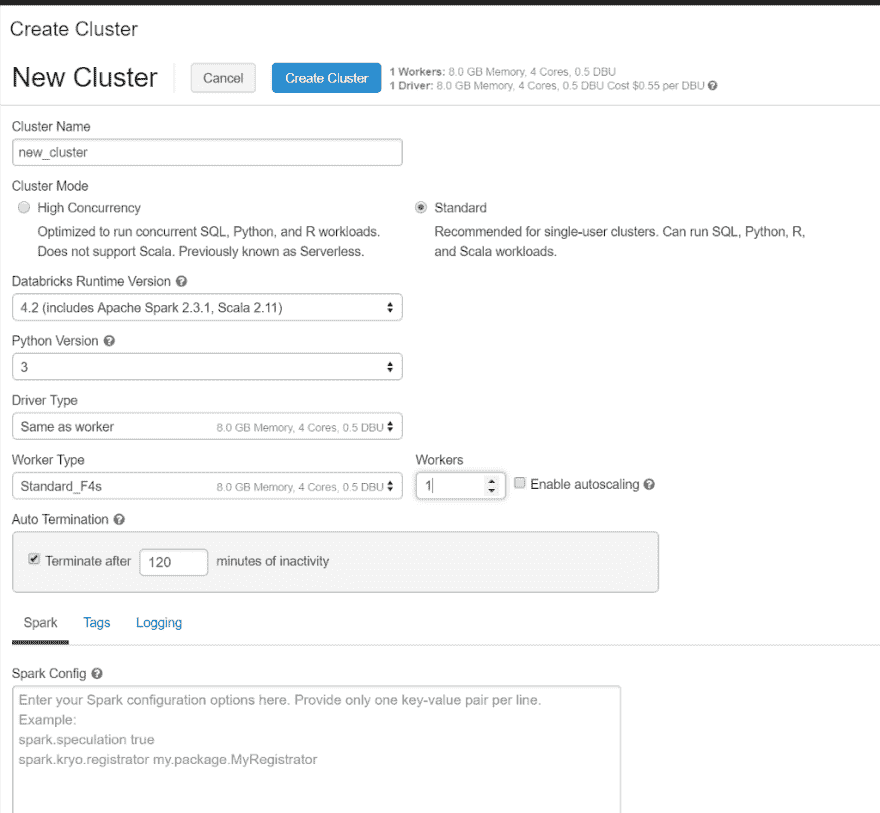 Create Cluster
New Cluster
Cancel
Create Cluster
1 Workers: 8.0 GB Memory, 4 Cores, 0.5 DBU
1 Driver: 8.0 GB Memory, 4 Cores, 0.5 DBU Cost $0.55 per DBU ?
Cluster Name
new_cluster
Cluster Mode
High Concurrency
Optimized to run concurrent SQL, Python, and R workloads.
Does not support Scala. Previously known as Serverless.
Standard
Recommended for single-user clusters. Can run SQL, Python, R,
and Scala workloads.
Databricks Runtime Version ?
4.2 (includes Apache Spark 2.3.1, Scala 2.11)
Python Version ?
3
Driver Type
Same as worker 8.0 GB Memory, 4 Cores, 0.5 DBU
Worker Type
Standard_F4s 8.0 GB Memory, 4 Cores, 0.5 DBU
Workers
1
Enable autoscaling ?
Auto Termination ?
Terminate after 120 minutes of inactivity
Spark Tags Logging
Spark Config ?
Enter your Spark configuration options here. Provide only one key-value pair per line.
Example:
spark.speculation true
spark.kryo.registrator my.package.MyRegistrator